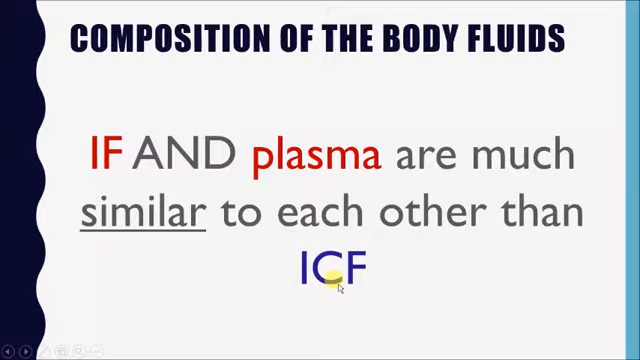 COMPOSITION OF THE BODY FLUIDS
IF AND plasma are much
similar to each other than
ICF